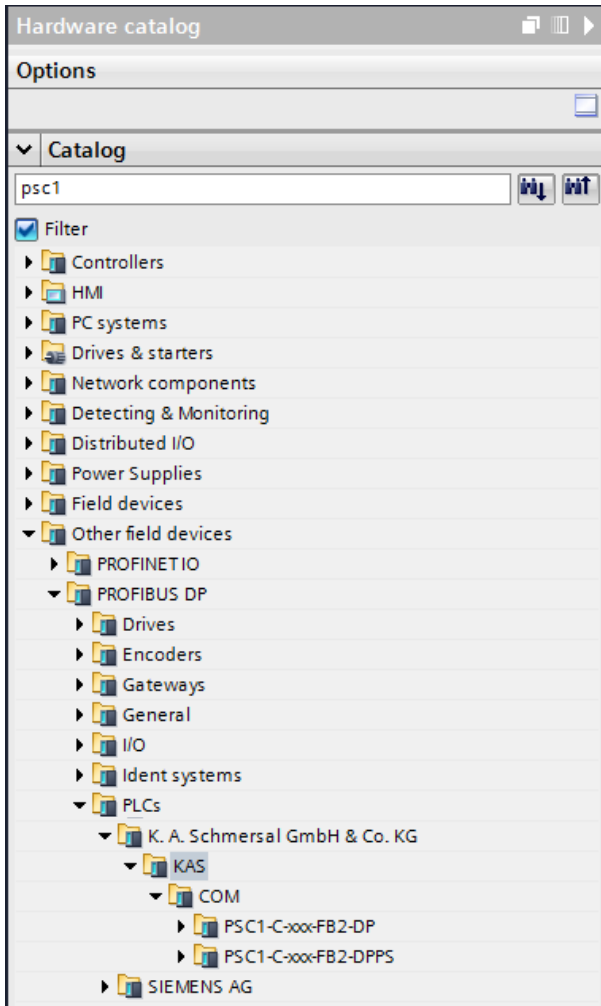 Hardware catalog
Options
Catalog
psc1
Filter
Controllers
HMI
PC systems
Drives & starters
Network components
Detecting & Monitoring
Distributed I/O
Power Supplies
Field devices
Other field devices
PROFINET IO
PROFIBUS DP
Drives
Encoders
Gateways
General
I/O
Ident systems
PLCs
K. A. Schmersal GmbH & Co. KG
KAS
COM
PSC1-C-xxx-FB2-DP
PSC1-C-xxx-FB2-DPPS
SIEMENS AG